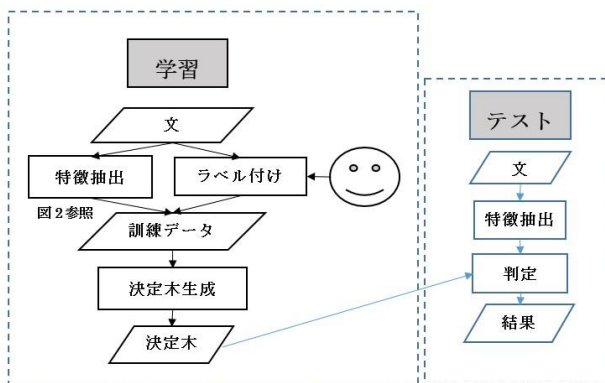 学習
文
特徴抽出
ラベル付け
図2参照
訓練データ
決定木生成
決定木
テスト
文
特徴抽出
判定
結果